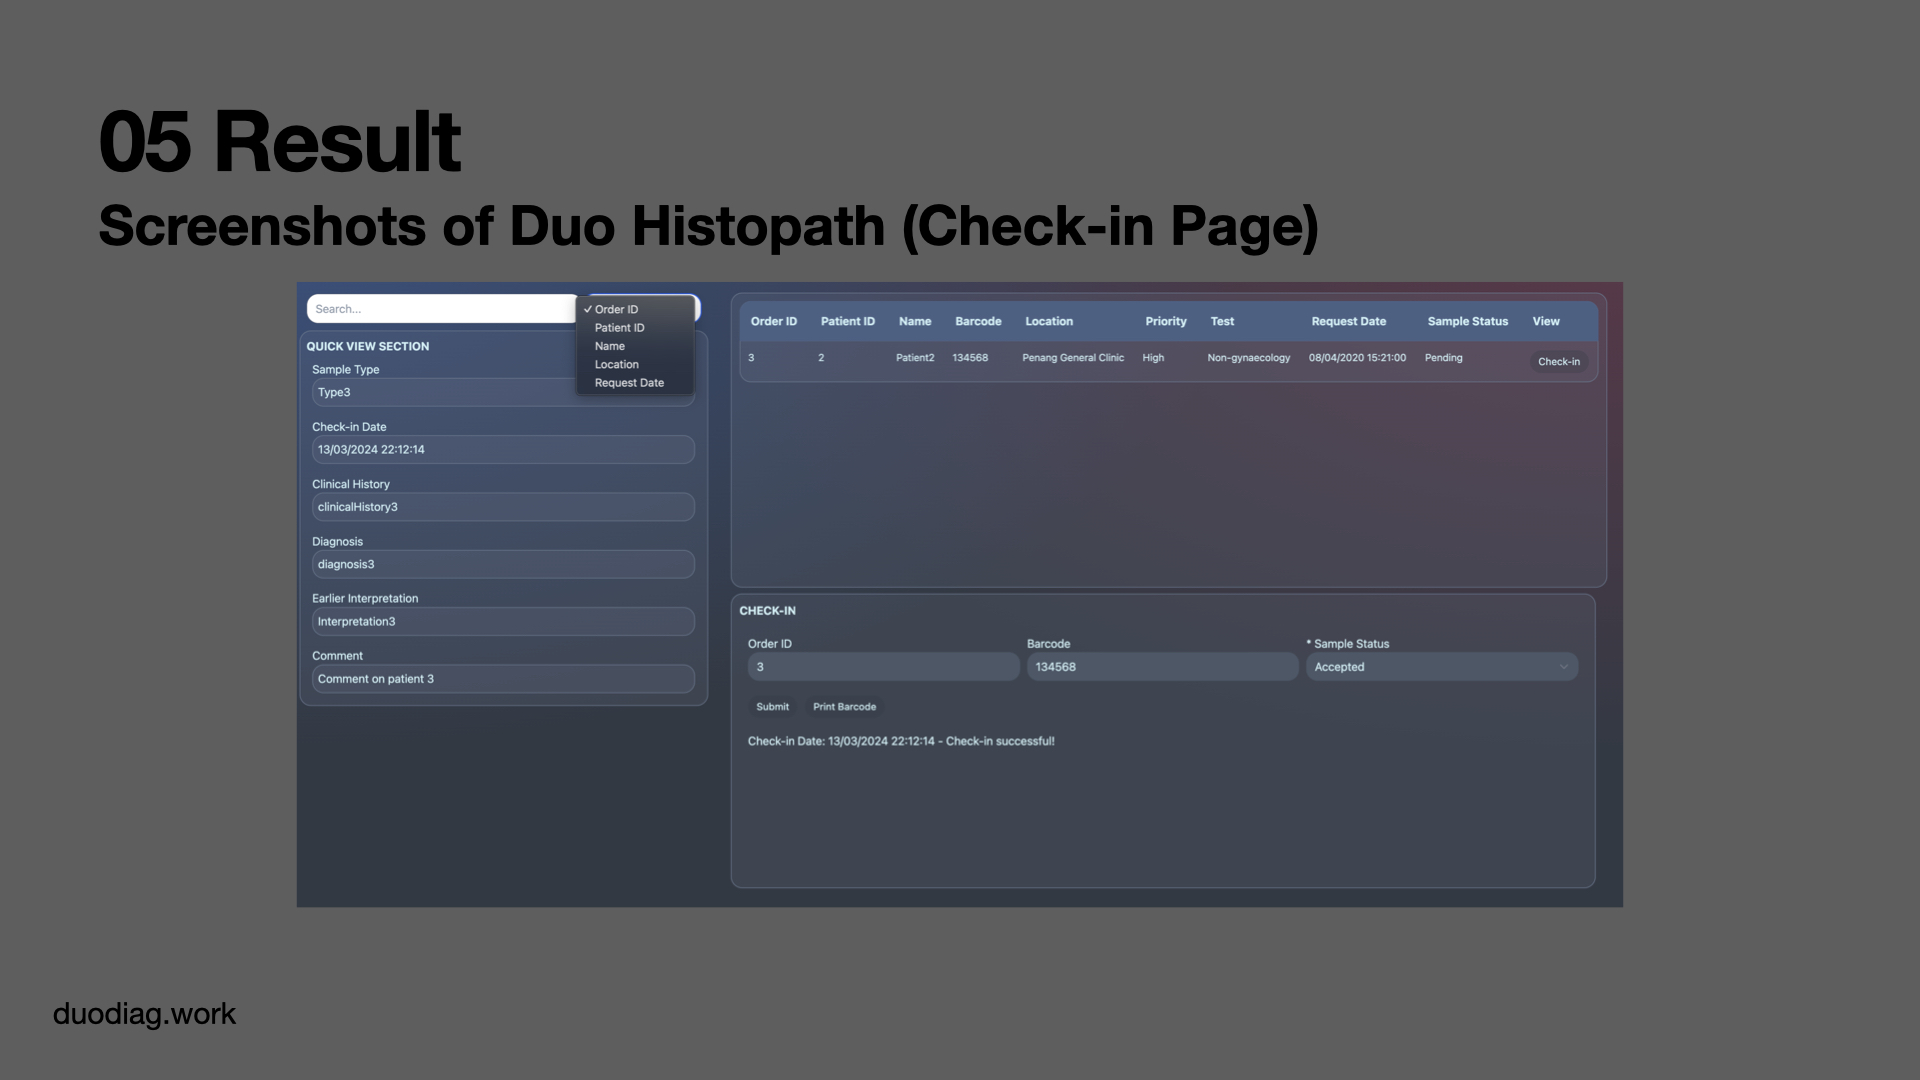 05 Result
Screenshots of Duo Histopath (Check-in Page)
Search...
✓ Order ID
Patient ID
Name
Location
Request Date
QUICK VIEW SECTION
Sample Type
Type3
Check-in Date
13/03/2024 22:12:14
Clinical History
clinicalHistory3
Diagnosis
diagnosis3
Earlier Interpretation
Interpretation3
Comment
Comment on patient 3
Order ID Patient ID Name Barcode Location Priority Test Request Date Sample Status View
3 2 Patient2 134568 Penang General Clinic High Non-gynaecology 08/04/2020 15:21:00 Pending Check-in
CHECK-IN
Order ID Barcode * Sample Status
3 134568 Accepted
Submit Print Barcode
Check-in Date: 13/03/2024 22:12:14 - Check-in successful!
duodiag.work